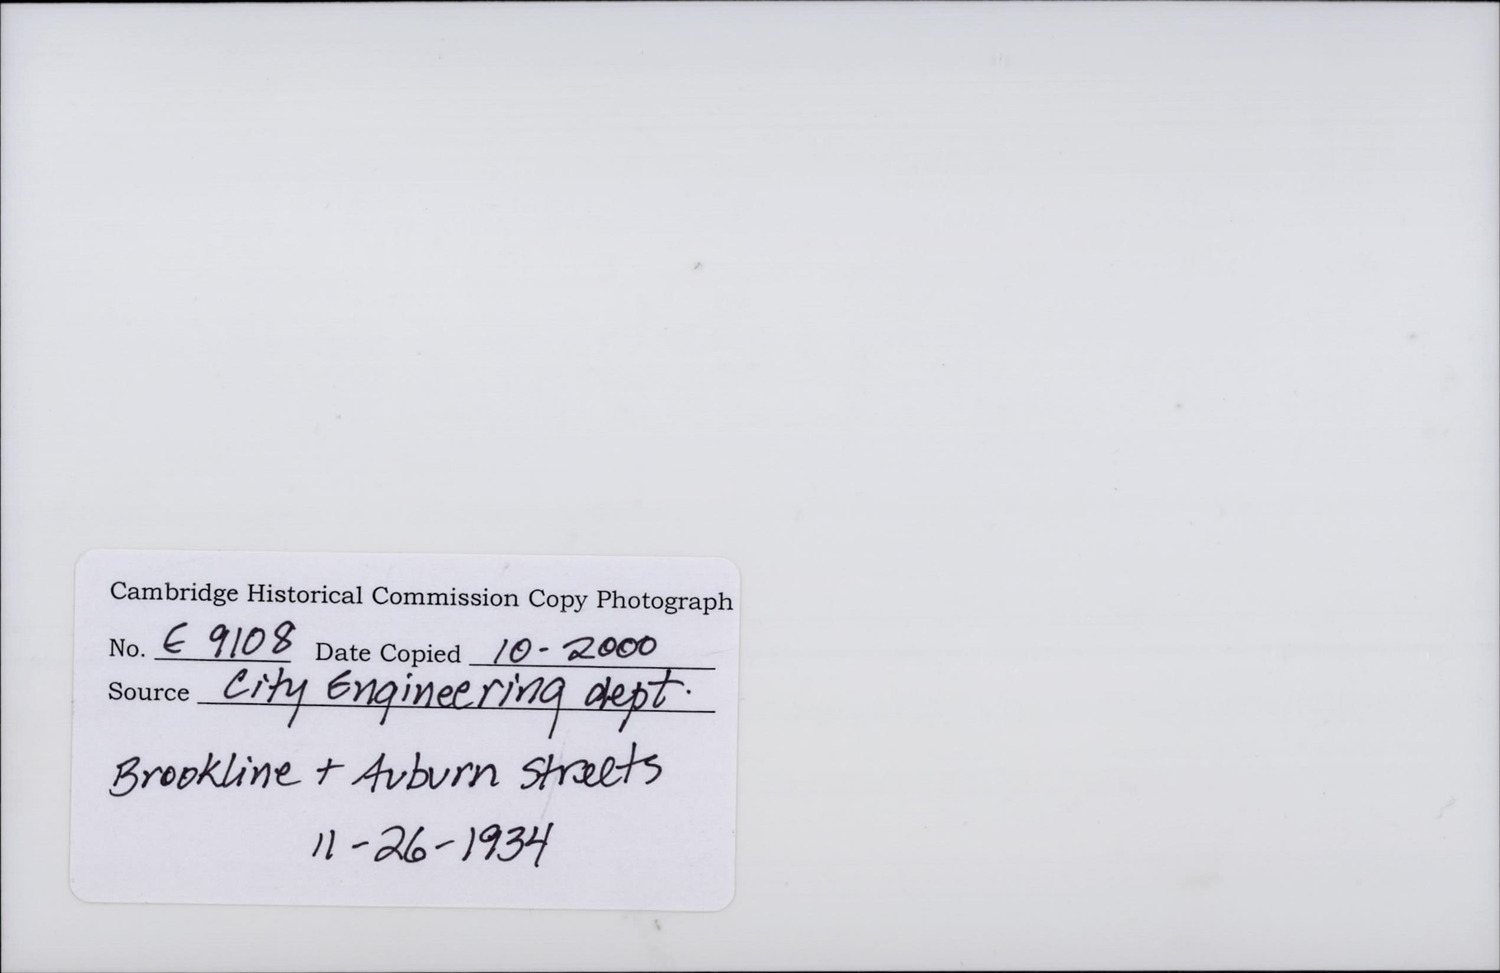 Cambridge Historical Commission Copy Photograph
No. E 9108 Date Copied 10-2000
Source City Engineering dept.
Brookline + Auburn Streets
11-26-1934